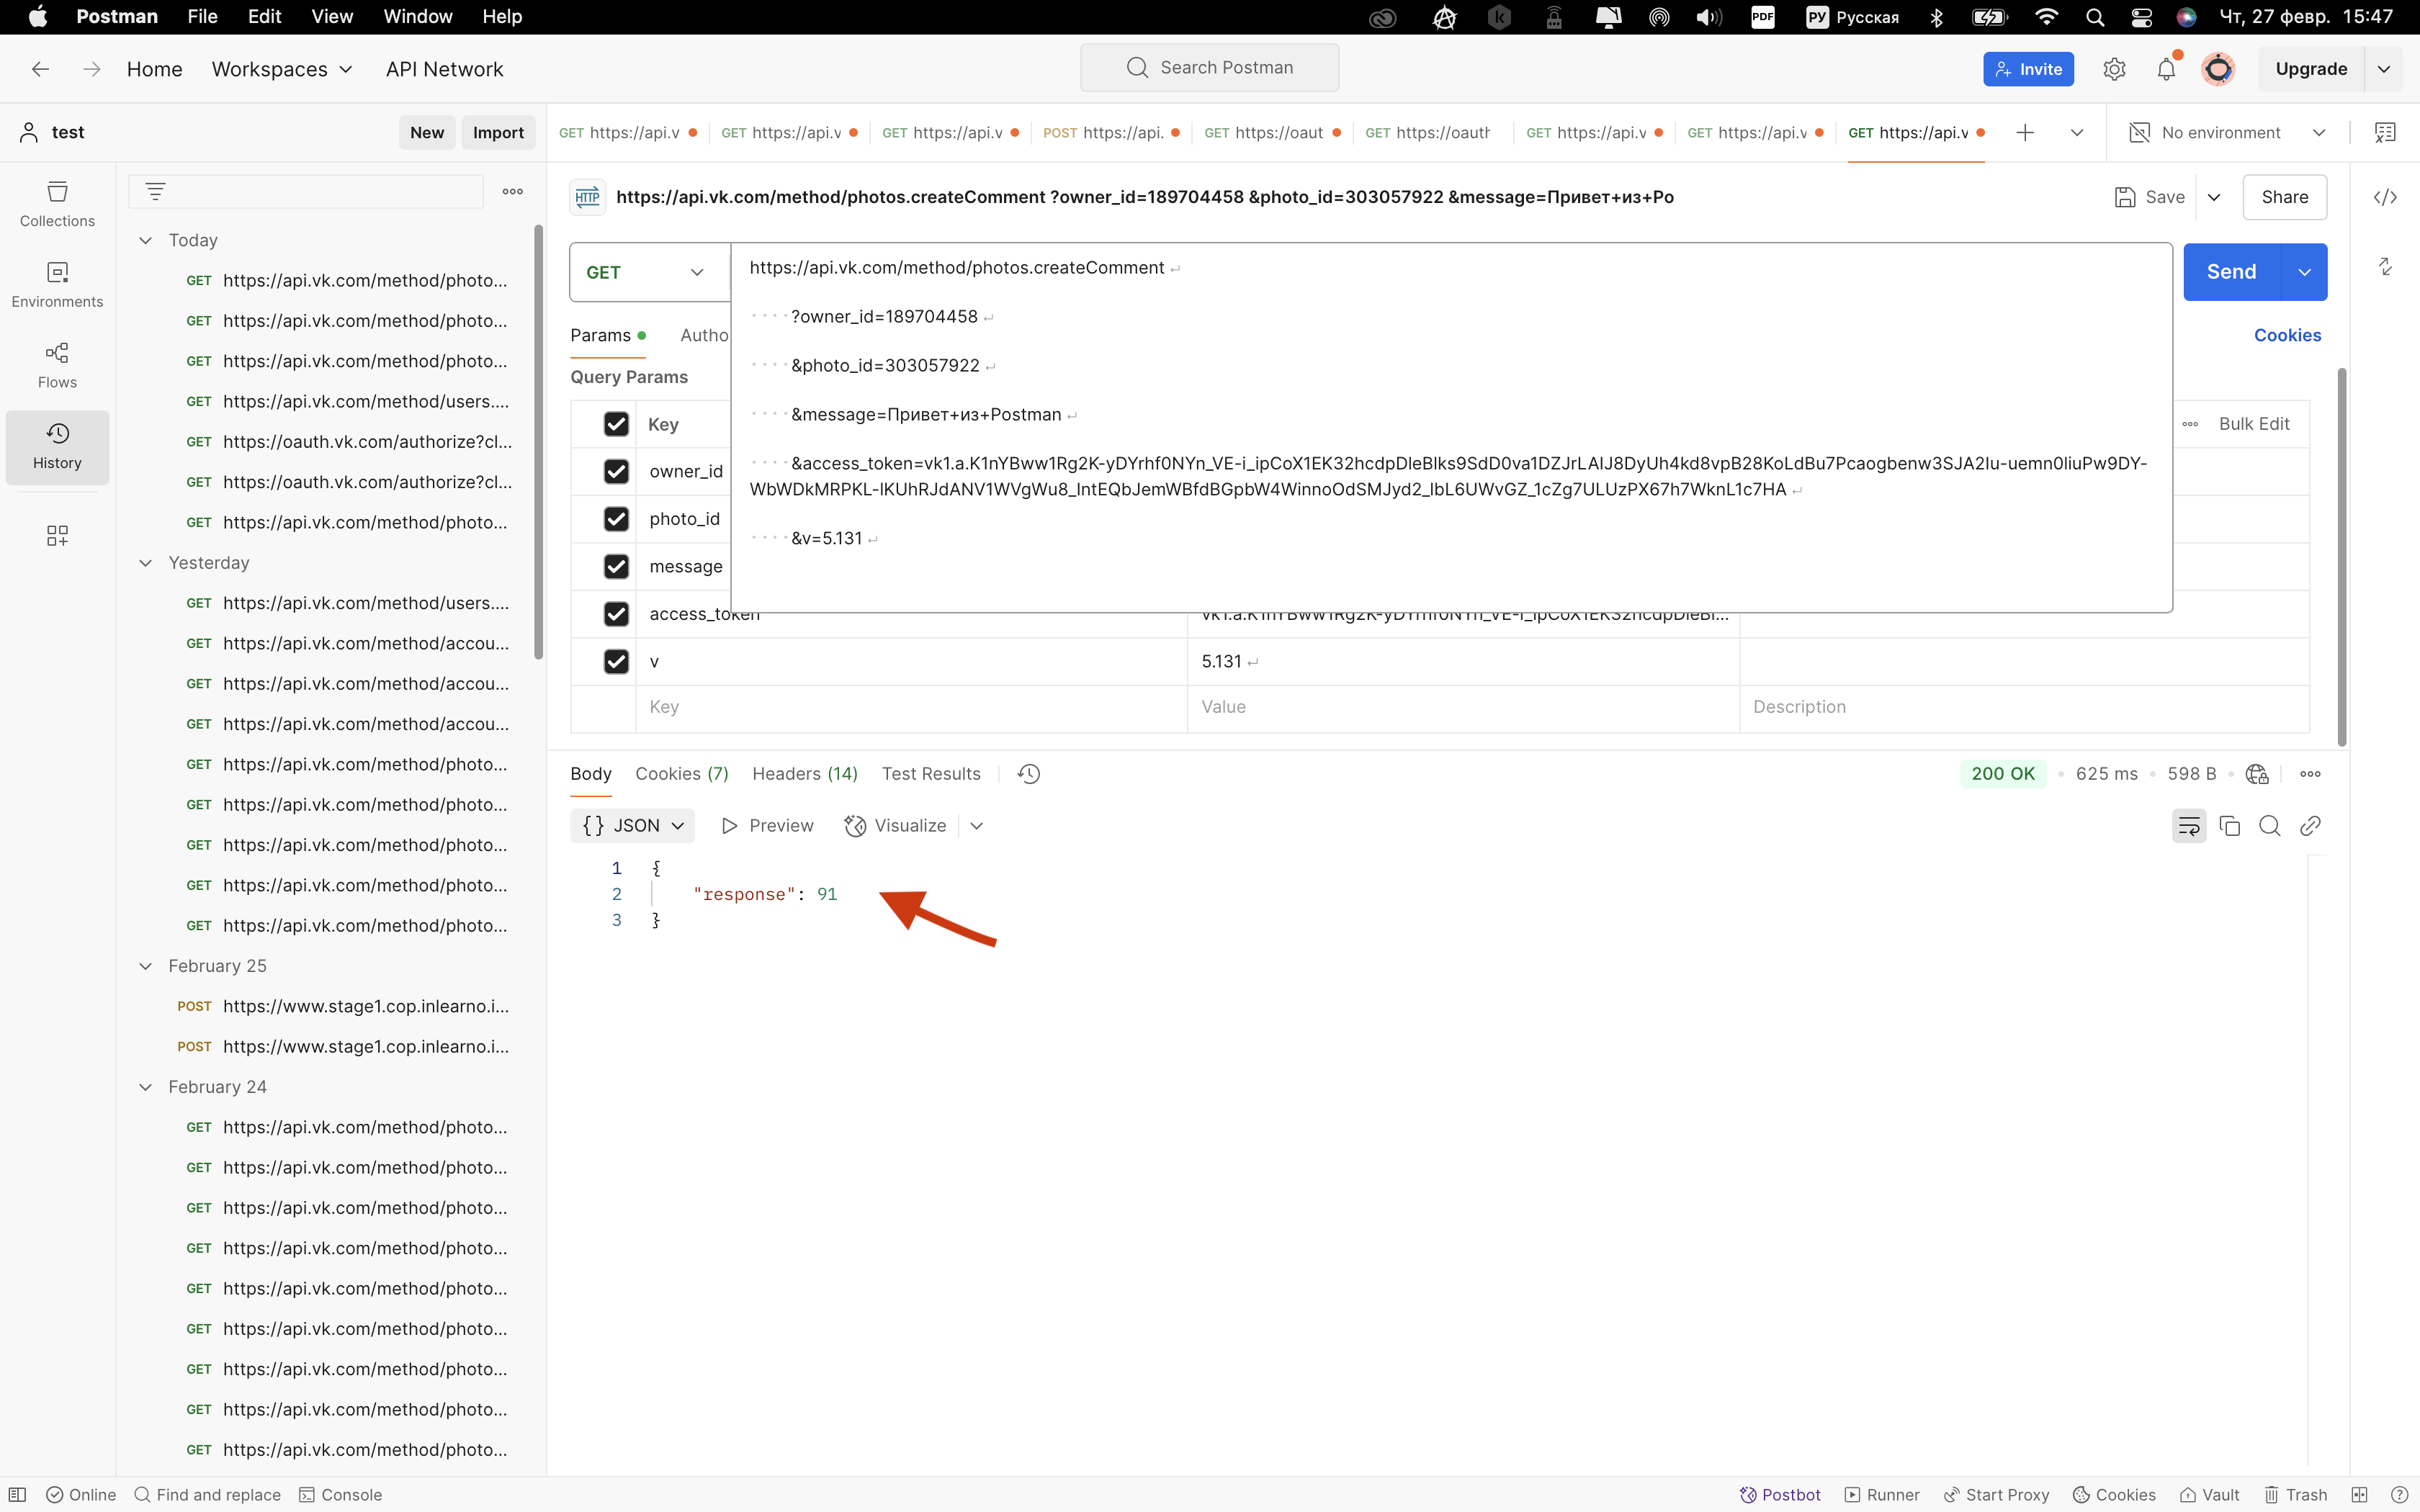 Postman File Edit View Window Help PDF РУ Русская Чт, 27 февр. 15:47
Home Workspaces API Network Search Postman Invite Upgrade
test New Import
GET https://api.v GET https://api.v GET https://api.v POST https://api. GET https://oaut GET https://oauth GET https://api.v GET https://api.v GET https://api.v No environment
Collections
Environments
Flows
History
Today
GET https://api.vk.com/method/photo...
GET https://api.vk.com/method/photo...
GET https://api.vk.com/method/photo...
GET https://api.vk.com/method/users....
GET https://oauth.vk.com/authorize?cl...
GET https://oauth.vk.com/authorize?cl...
GET https://api.vk.com/method/photo...
Yesterday
GET https://api.vk.com/method/users....
GET https://api.vk.com/method/accou...
GET https://api.vk.com/method/accou...
GET https://api.vk.com/method/accou...
GET https://api.vk.com/method/photo...
GET https://api.vk.com/method/photo...
GET https://api.vk.com/method/photo...
GET https://api.vk.com/method/photo...
GET https://api.vk.com/method/photo...
February 25
POST https://www.stage1.cop.inlearno.i...
POST https://www.stage1.cop.inlearno.i...
February 24
GET https://api.vk.com/method/photo...
GET https://api.vk.com/method/photo...
GET https://api.vk.com/method/photo...
GET https://api.vk.com/method/photo...
GET https://api.vk.com/method/photo...
GET https://api.vk.com/method/photo...
GET https://api.vk.com/method/photo...
GET https://api.vk.com/method/photo...
GET https://api.vk.com/method/photo...
HTTP https://api.vk.com/method/photos.createComment ?owner_id=189704458 &photo_id=303057922 &message=Привет+из+Ро
Save Share
GET
https://api.vk.com/method/photos.createComment
?owner_id=189704458
&photo_id=303057922
&message=Привет+из+Postman
&v=5.131
Send
Params Autho Cookies
Query Params
Key Bulk Edit
owner_id
photo_id
message
access_token
v 5.131
Key Value Description
Body Cookies (7) Headers (14) Test Results 200 OK 625 ms 598 B
{} JSON Preview Visualize
1 {
2 "response": 91
3 }
Online Find and replace Console Postbot Runner Start Proxy Cookies Vault Trash